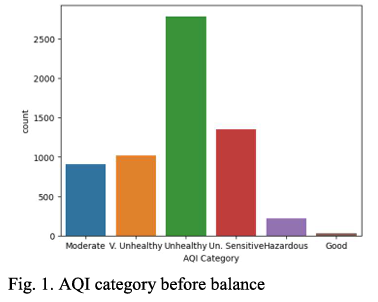 2500
2000
1500
1000
500
0
count
Moderate V. Unhealthy Unhealthy Un. Sensitive Hazardous Good
AQI Category
Fig. 1. AQI category before balance